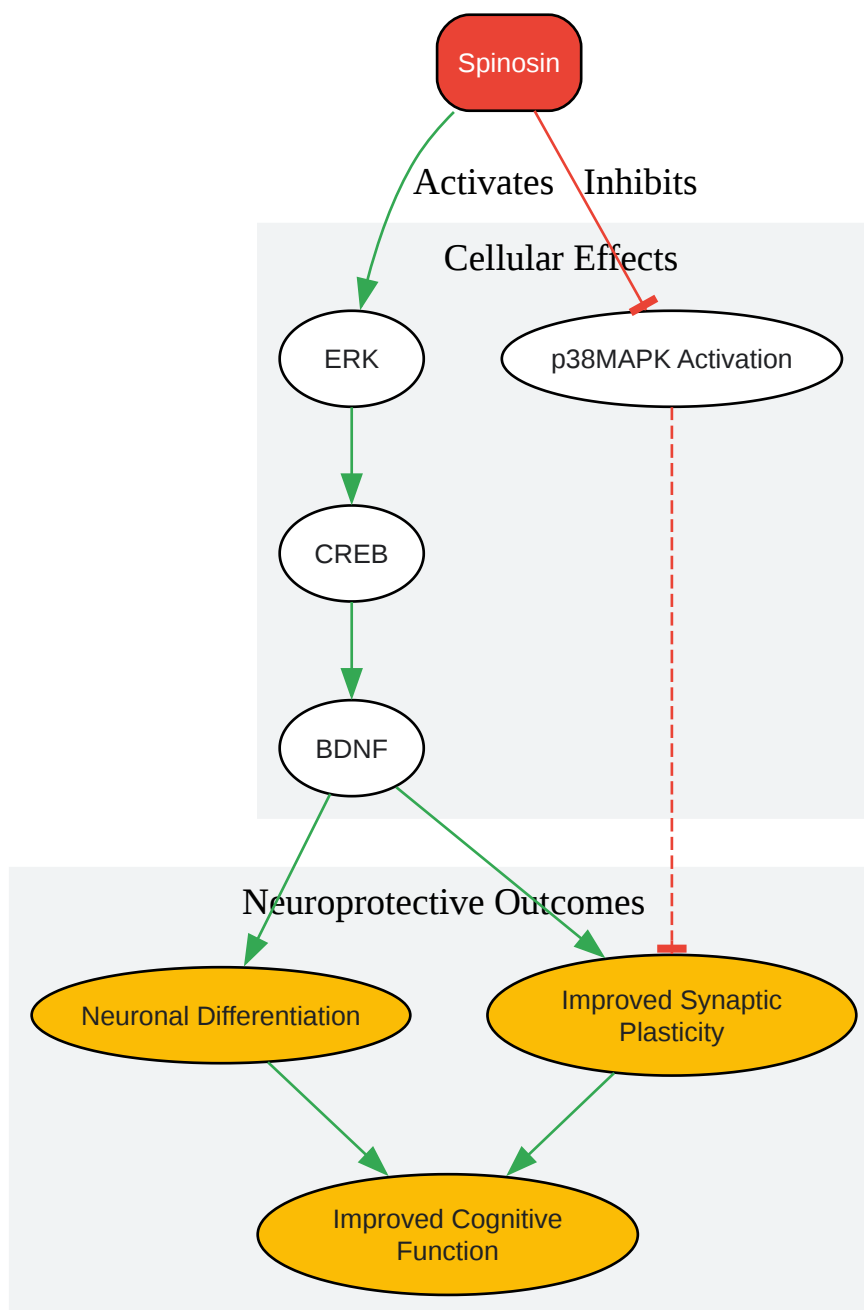 Spinosin
Activates
Inhibits
Cellular Effects
ERK
p38MAPK Activation
CREB
BDNF
Neuroprotective Outcomes
Neuronal Differentiation
Improved Synaptic
Plasticity
Improved Cognitive
Function